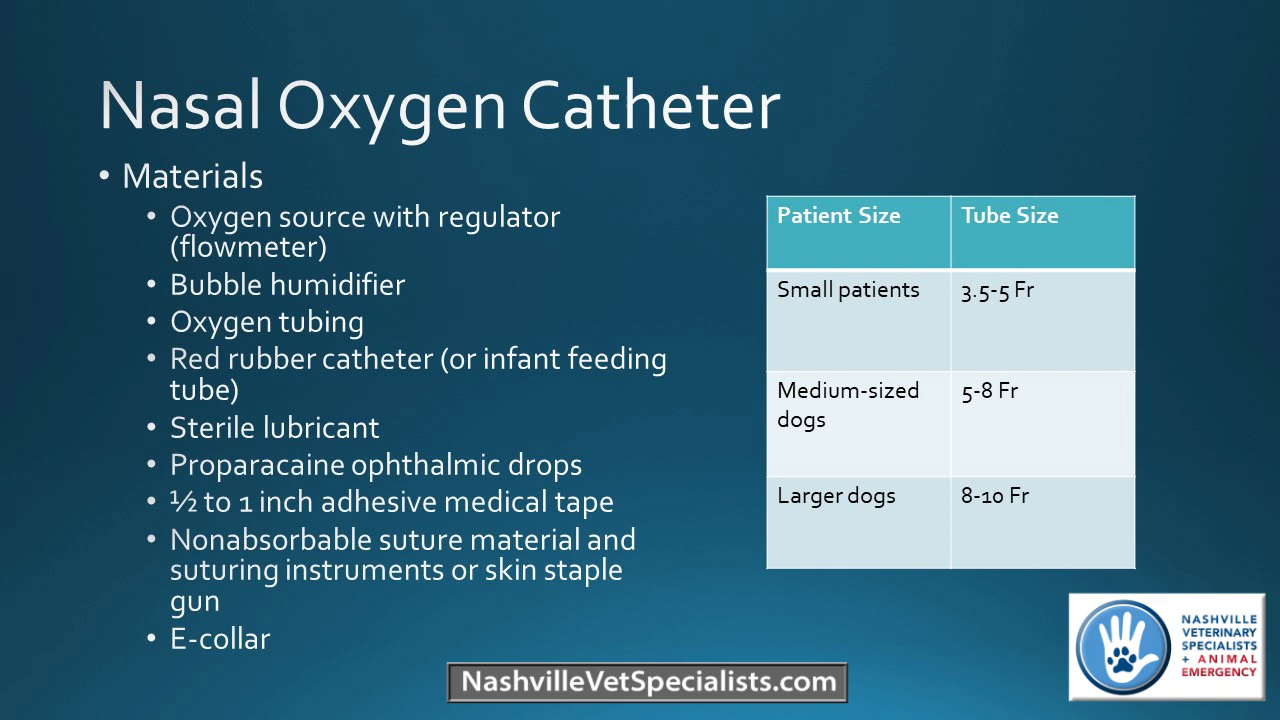 Nasal Oxygen Catheter
• Materials
• Oxygen source with regulator
(flowmeter)
• Bubble humidifier
• Oxygen tubing
• Red rubber catheter (or infant feeding
tube)
• Sterile lubricant
• Proparacaine ophthalmic drops
• ½ to 1 inch adhesive medical tape
• Nonabsorbable suture material and
suturing instruments or skin staple
gun
• E-collar
Patient Size Tube Size
Small patients 3.5-5 Fr
Medium-sized 5-8 Fr
dogs
Larger dogs 8-10 Fr
NASHVILLE
VETERINARY
SPECIALISTS
+ ANIMAL
EMERGENCY
NashvilleVetSpecialists.com